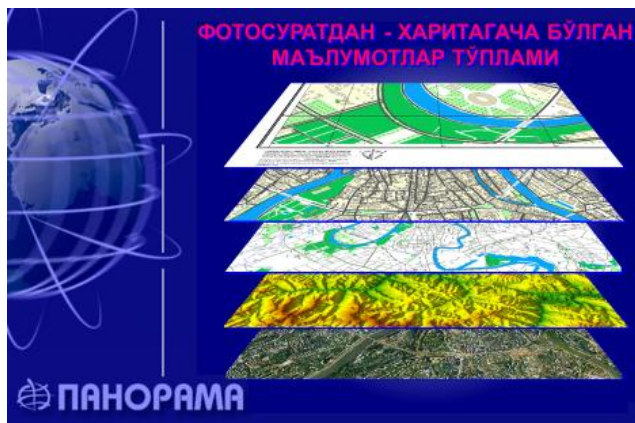 ФОТОСУРАТДАН - ХАРИТАГАЧА БЎЛГАН
МАЪЛУМОТЛАР ТЎПЛАМИ
ПАНОРАМА